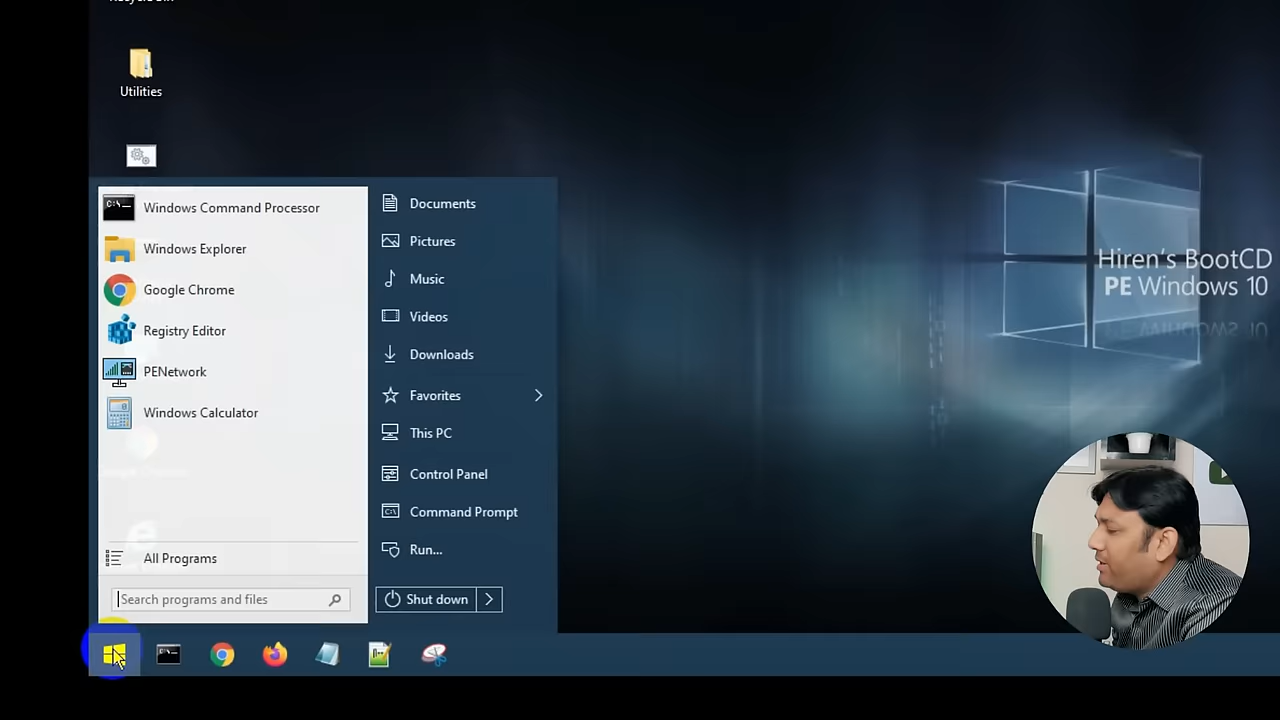 Utilities
Windows Command Processor
Windows Explorer
Google Chrome
Registry Editor
PENetwork
Windows Calculator
All Programs
Search programs and files
Documents
Pictures
Music
Videos
Downloads
Favorites
This PC
Control Panel
Command Prompt
Run...
Shut down
Hiren's BootCD
PE Windows 10